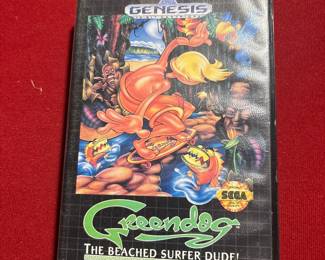 GENESIS
SEGA
Greendog
THE BEACHED SURFER DUDE!